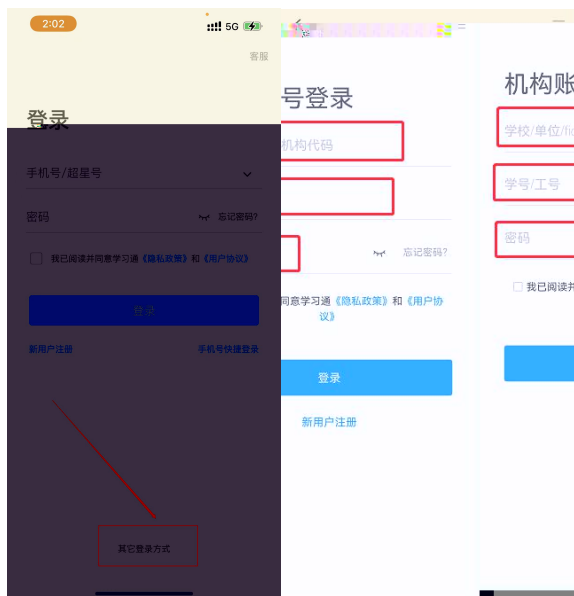 2:02
5G
客服
登录
手机号/超星号
密码
忘记密码?
我已阅读并同意学习通《隐私政策》和《用户协议》
登录
新用户注册
手机号快捷登录
其它登录方式
号登录
机构代码
忘记密码?
同意学习通《隐私政策》和《用户协
议》
登录
新用户注册
机构账
学校/单位/fid
学号/工号
密码
我已阅读并